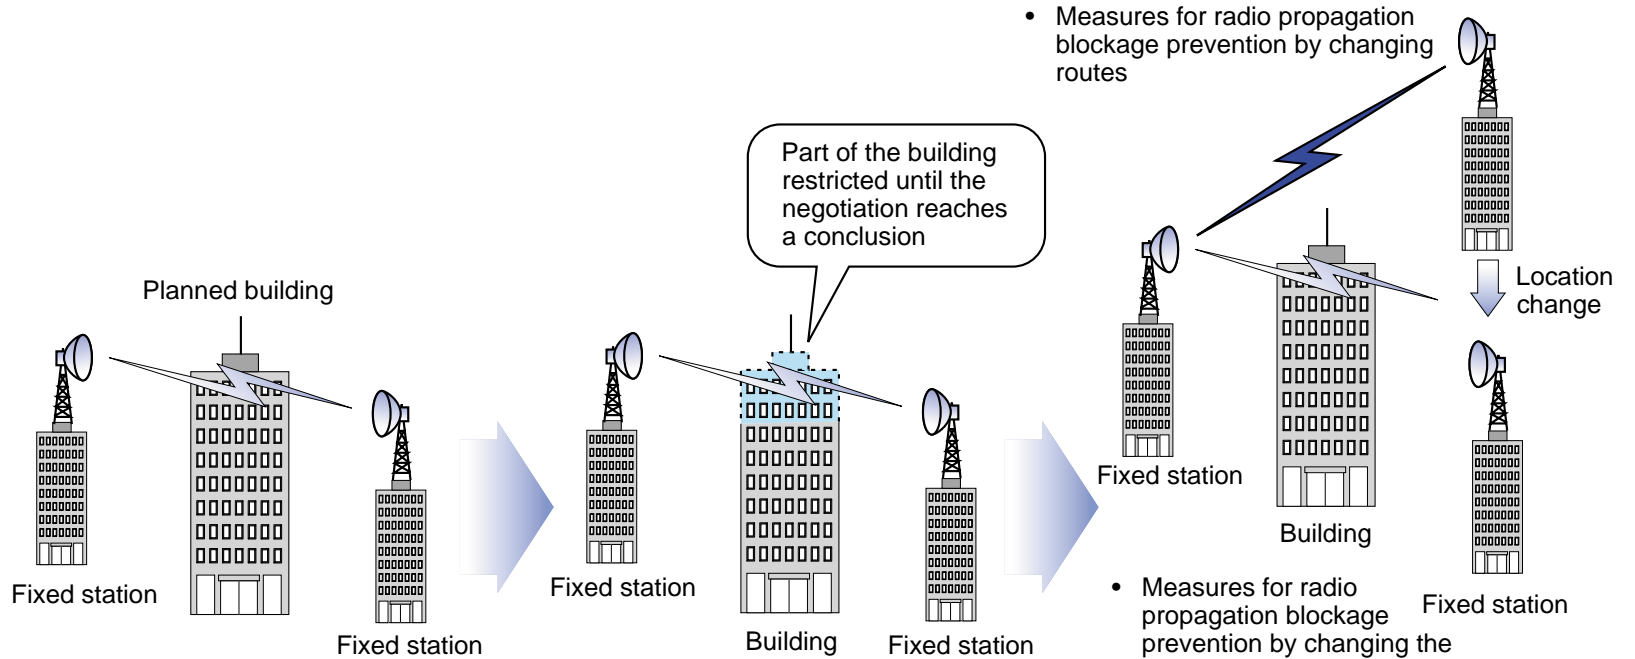 Planned building
Fixed station
Fixed station
Part of the building
restricted until the
negotiation reaches
a conclusion
Fixed station
Building
Fixed station
• Measures for radio propagation
blockage prevention by changing
routes
Location
change
Fixed station
Building
Fixed station
• Measures for radio
propagation blockage
prevention by changing the